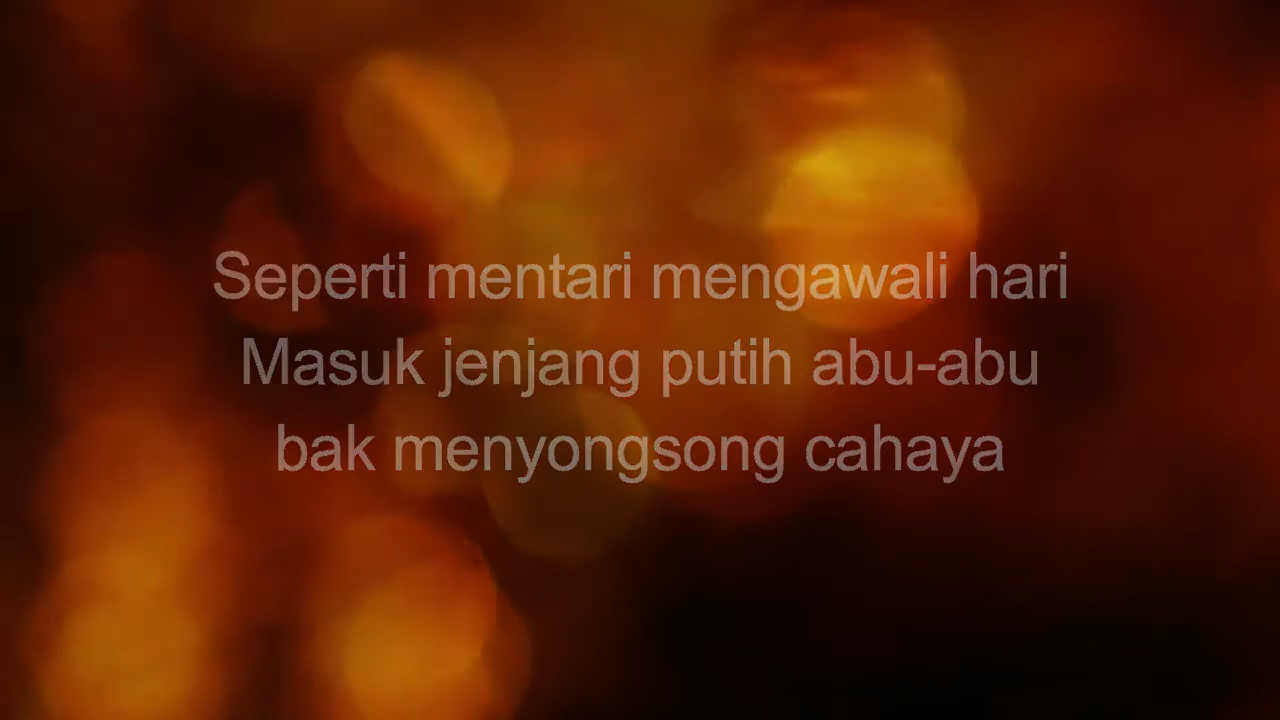 Seperti mentari mengawali hari
Masuk jenjang putih abu-abu
bak menyongsong cahaya